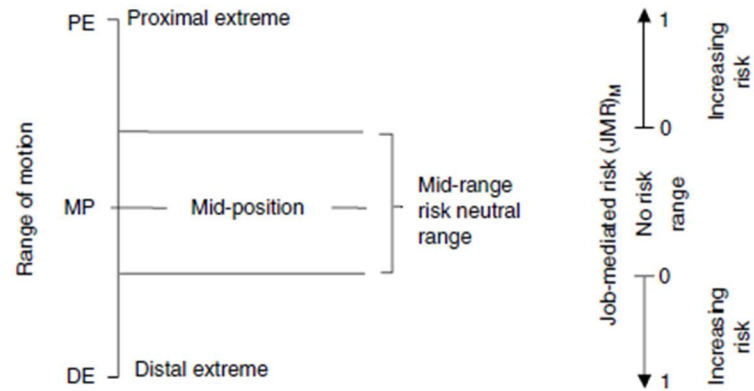 PE
Proximal extreme
Range of motion
MP
Mid-position
Mid-range
risk neutral
range
DE
Distal extreme
Job-mediated risk (JMR)M
1
Increasing
risk
0
No risk
range
0
Increasing
risk
1